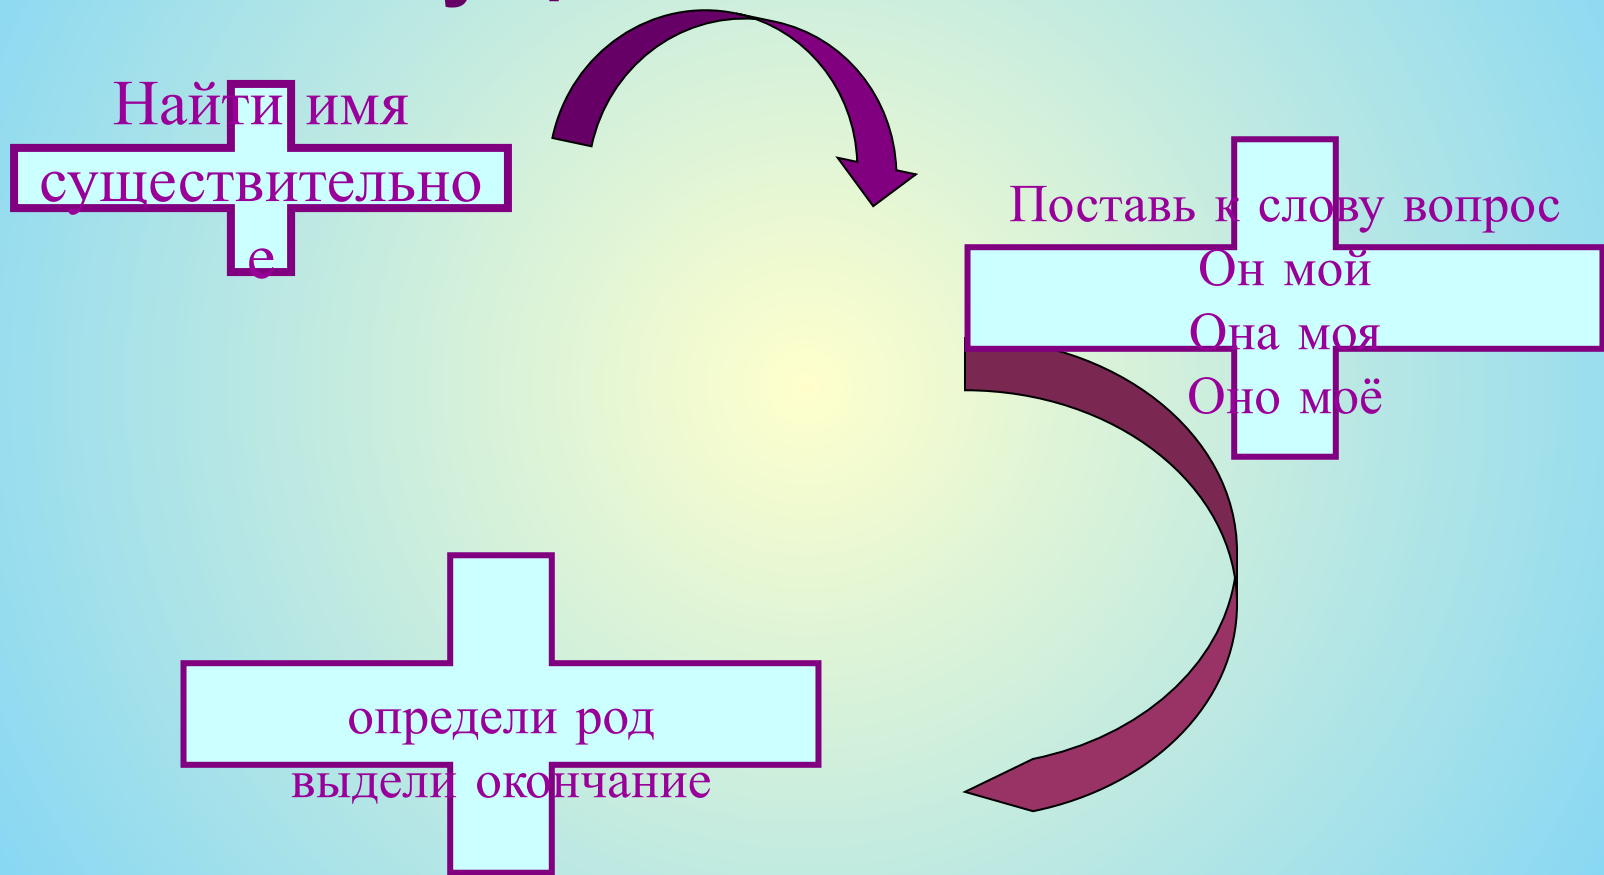 Найти имя
существительно
е
Поставь к слову вопрос
Он мой
Она моя
Оно моё
определи род
выдели окончание